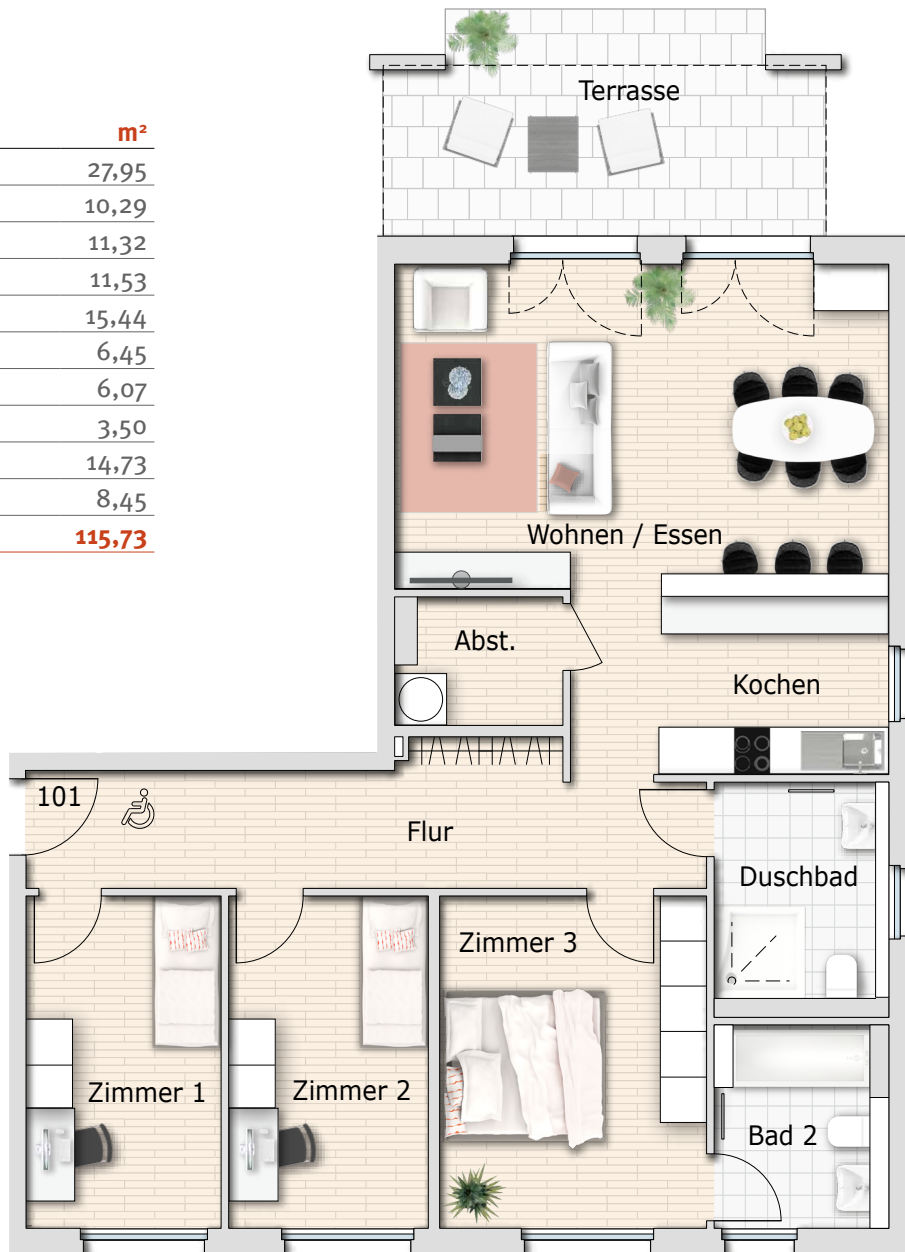 m²
27,95
10,29
11,32
11,53
15,44
6,45
6,07
3,50
14,73
8,45
115,73
Terrasse
Wohnen / Essen
Abst.
Kochen
101
Flur
Duschbad
Zimmer 3
Zimmer 1
Zimmer 2
Bad 2